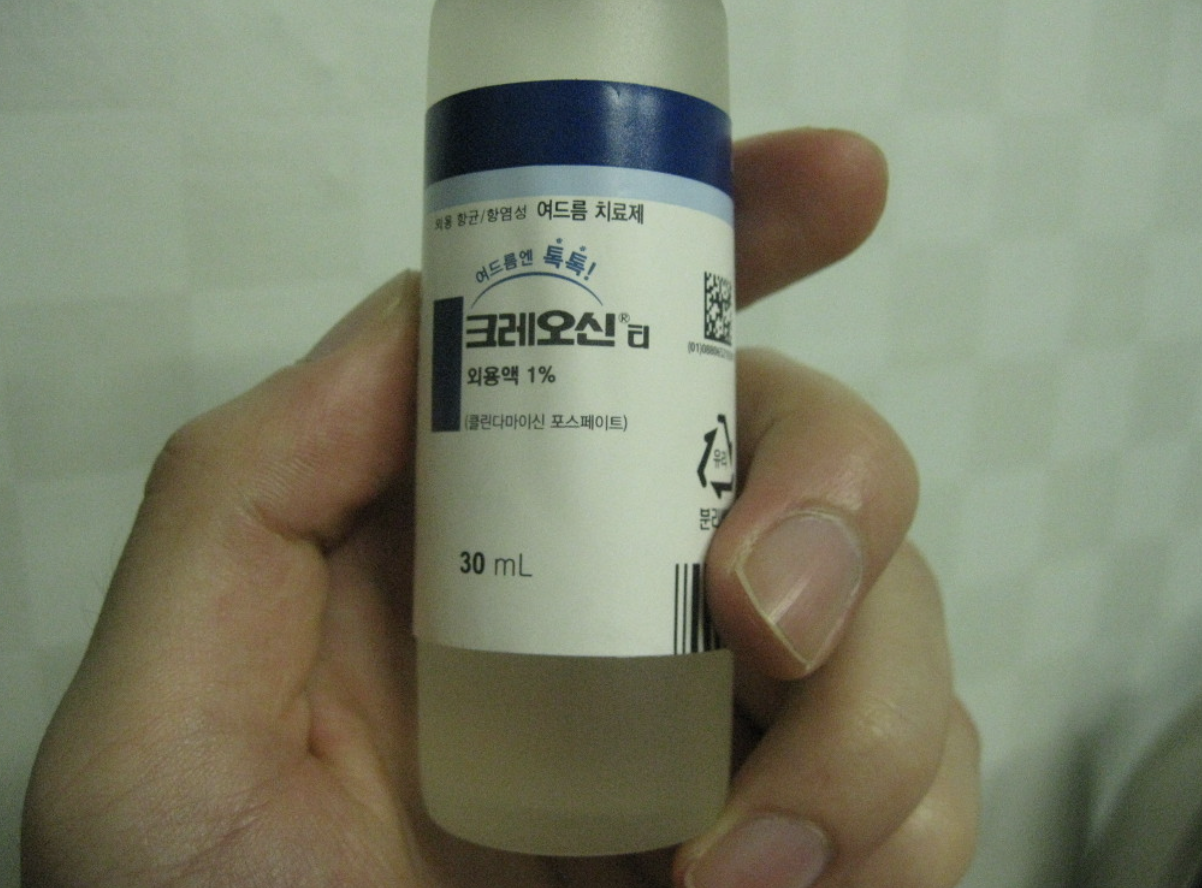 외용 항균/항염성 여드름 치료제
여드름엔 톡톡!
크레오신® 티
외용액 1%
(클린다마이신 포스페이트)
30 mL
유리